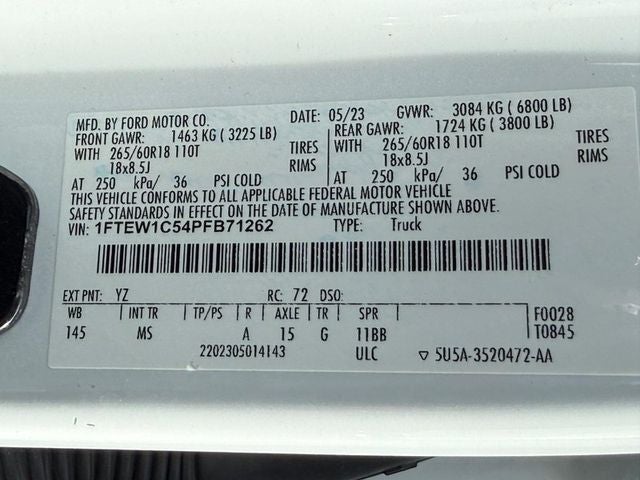 MFD. BY FORD MOTOR CO. DATE: 05/23 GVWR: 3084 KG ( 6800 LB)
FRONT GAWR: 1463 KG ( 3225 LB) REAR GAWR: 1724 KG ( 3800 LB)
WITH 265/60R18 110T TIRES WITH 265/60R18 110T TIRES
18x8.5J RIMS 18x8.5J RIMS
AT 250 kPa/ 36 PSI COLD AT 250 kPa/ 36 PSI COLD
THIS VEHICLE CONFORMS TO ALL APPLICABLE FEDERAL MOTOR VEHICLE
SAFETY STANDARDS IN EFFECT ON THE DATE OF MANUFACTURE SHOWN ABOVE.
VIN: 1FTEW1C54PFB71262 TYPE: Truck
EXT PNT: YZ RC: 72 DSO:
WB INT TR TP/PS R AXLE TR SPR F0028
145 MS A 15 G 11BB T0845
2202305014143 ULC ▽ 5U5A-3520472-AA